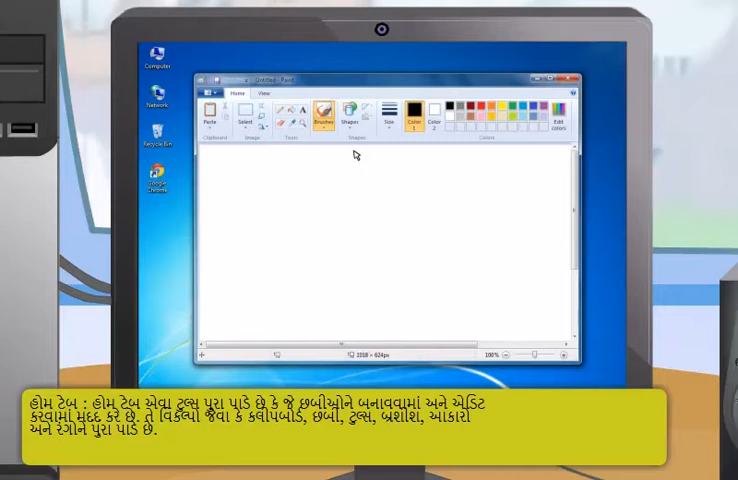 Computer
Network
Recycle Bin
Google
Chrome
Untitled - Paint
Home View
Paste
Select
Brushes
Shapes
Size
Color
1
Color
2
Edit
colors
Clipboard
Image
Tools
Shapes
Colors
100%
હોમ ટેબ : હોમ ટેબ એવા ટુલ્સ પુરા પાડે છે કે જે છબીઓને બનાવવામાં અને એડિટ
કરવામાં મદદ કરે છે. તે વિકલ્પો જેવા કે કલીપબોર્ડ, છબી, ટુલ્સ, બ્રશીશ, આકારો
અને રંગોને પુરા પાડે છે.